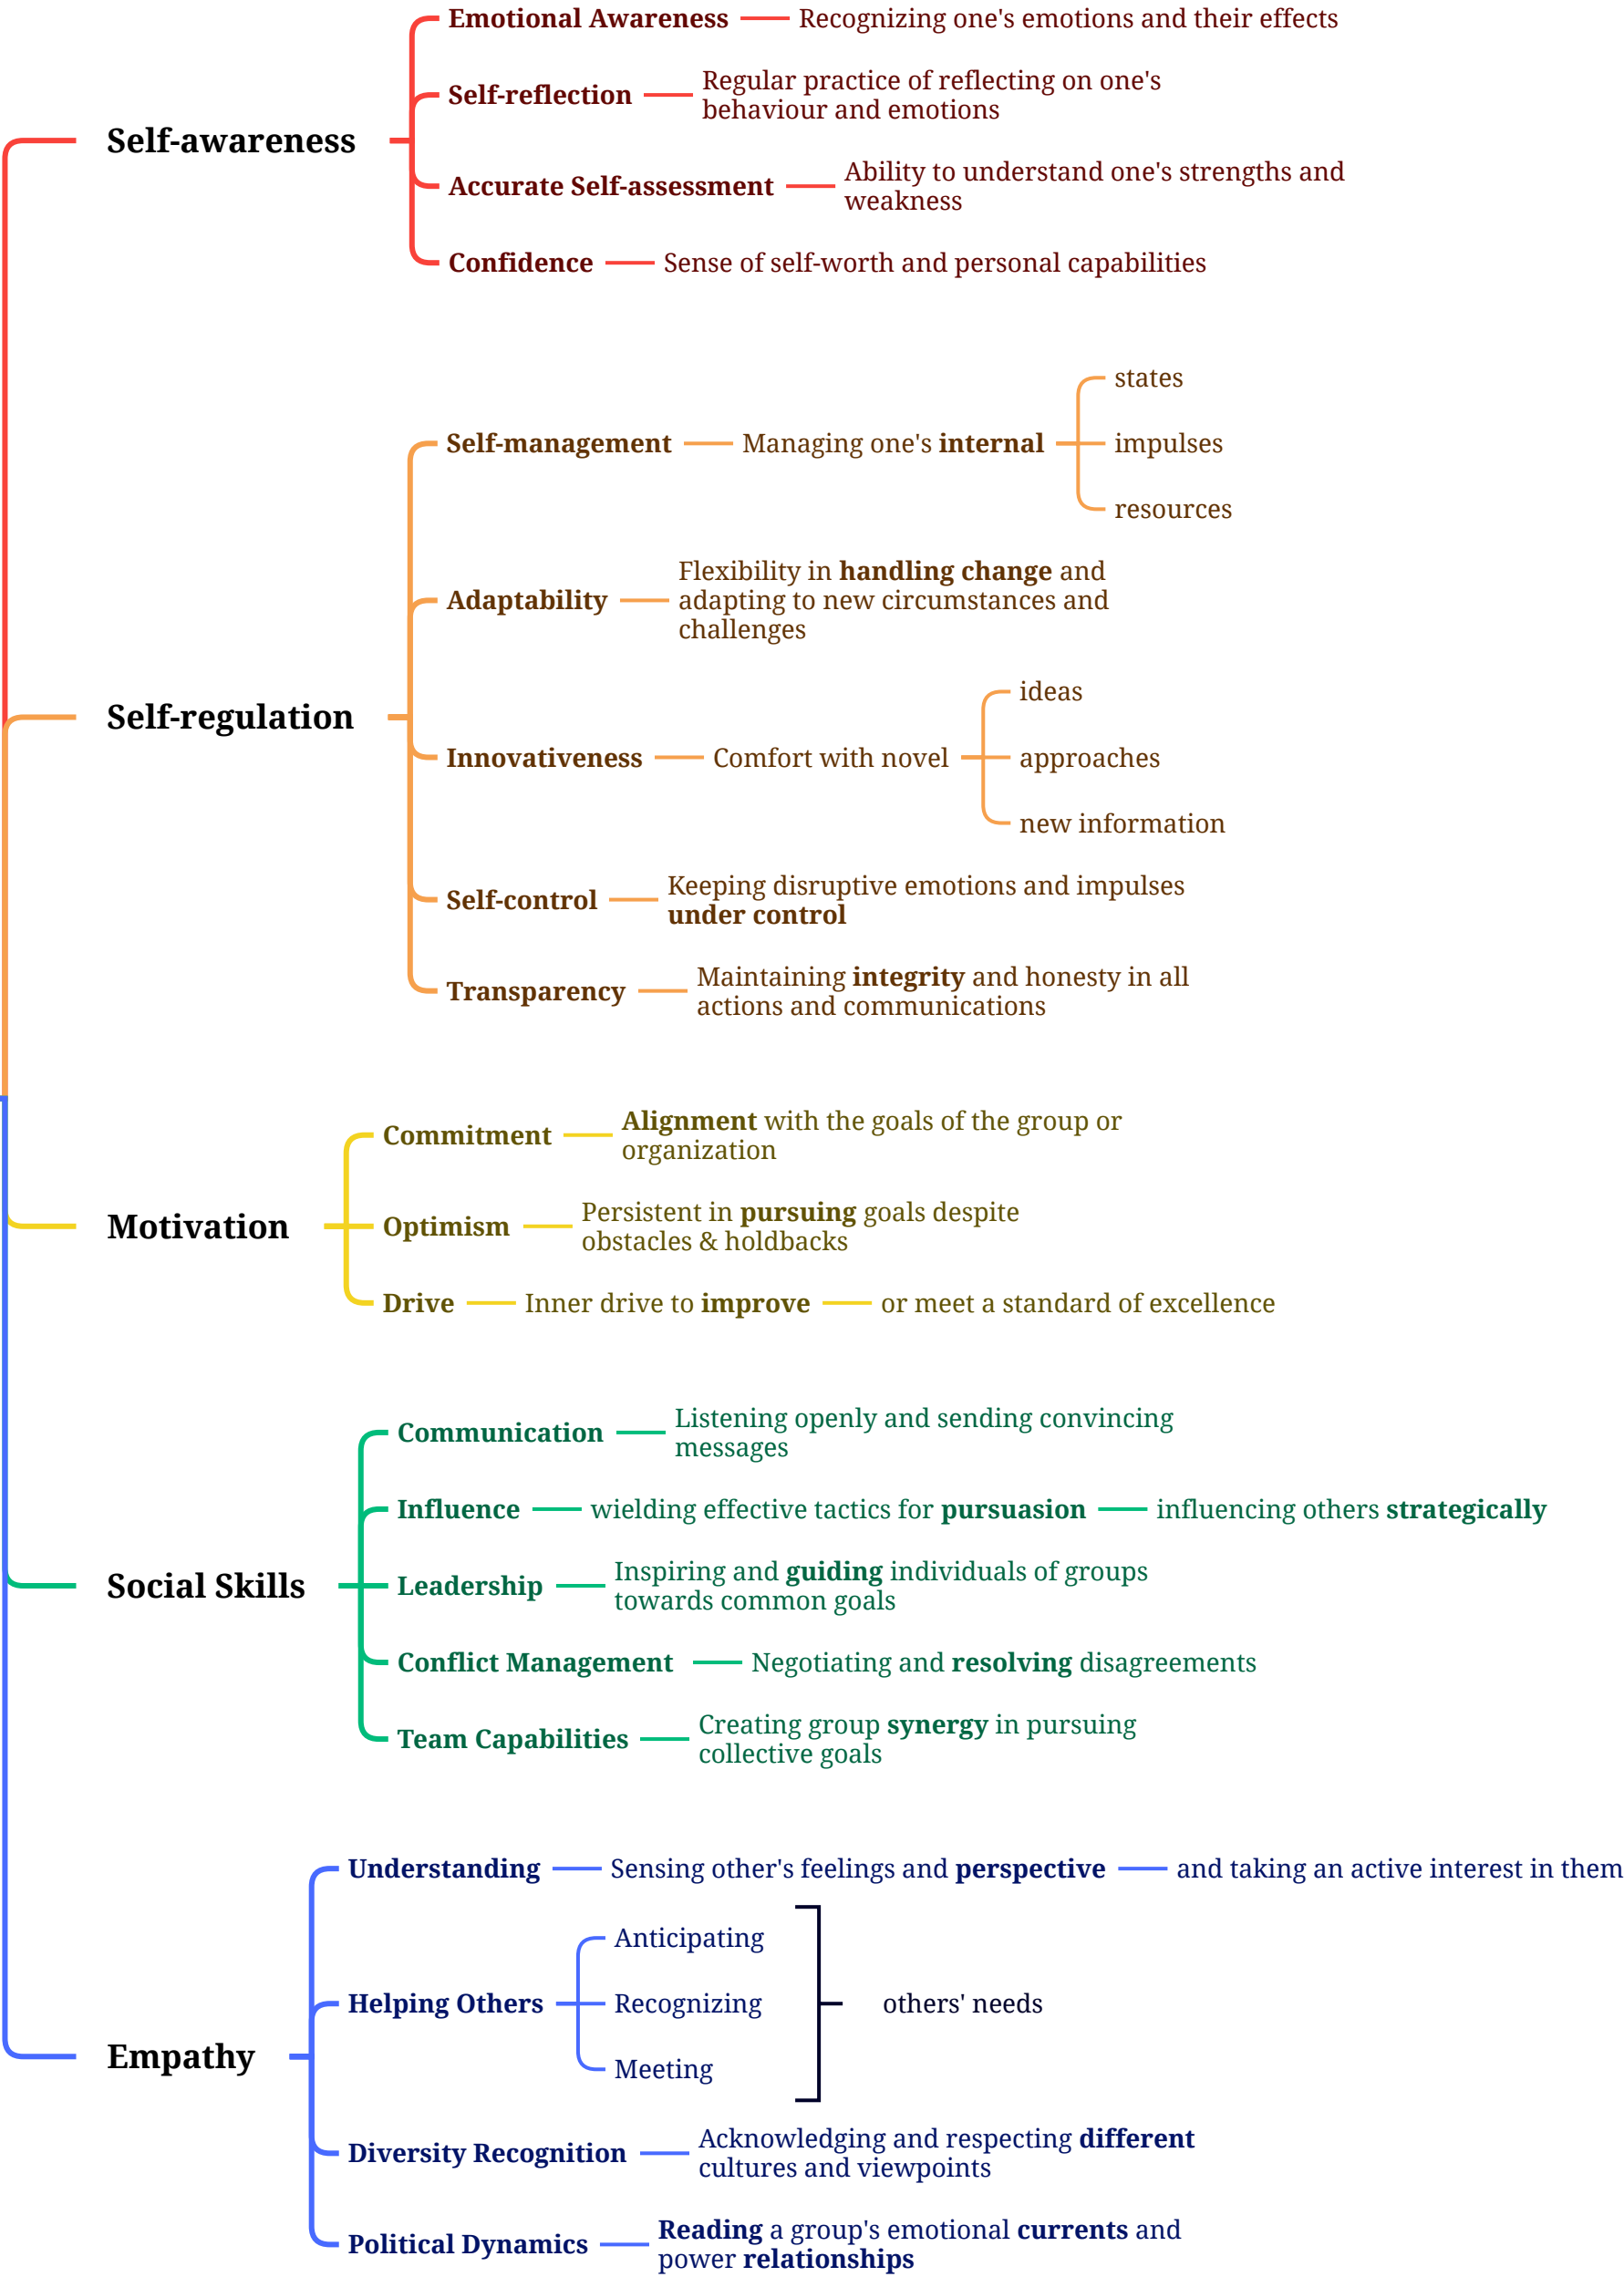 Self-awareness
Emotional Awareness
Recognizing one's emotions and their effects
Self-reflection
Regular practice of reflecting on one's
behaviour and emotions
Accurate Self-assessment
Ability to understand one's strengths and
weakness
Confidence
Sense of self-worth and personal capabilities
Self-regulation
Self-management
Managing one's internal
states
impulses
resources
Adaptability
Flexibility in handling change and
adapting to new circumstances and
challenges
Innovativeness
Comfort with novel
ideas
approaches
new information
Self-control
Keeping disruptive emotions and impulses
under control
Transparency
Maintaining integrity and honesty in all
actions and communications
Motivation
Commitment
Alignment with the goals of the group or
organization
Optimism
Persistent in pursuing goals despite
obstacles & holdbacks
Drive
Inner drive to improve
or meet a standard of excellence
Social Skills
Communication
Listening openly and sending convincing
messages
Influence
wielding effective tactics for pursuasion
influencing others strategically
Leadership
Inspiring and guiding individuals of groups
towards common goals
Conflict Management
Negotiating and resolving disagreements
Team Capabilities
Creating group synergy in pursuing
collective goals
Empathy
Understanding
Sensing other's feelings and perspective
and taking an active interest in them
Helping Others
Anticipating
Recognizing
Meeting
others' needs
Diversity Recognition
Acknowledging and respecting different
cultures and viewpoints
Political Dynamics
Reading a group's emotional currents and
power relationships